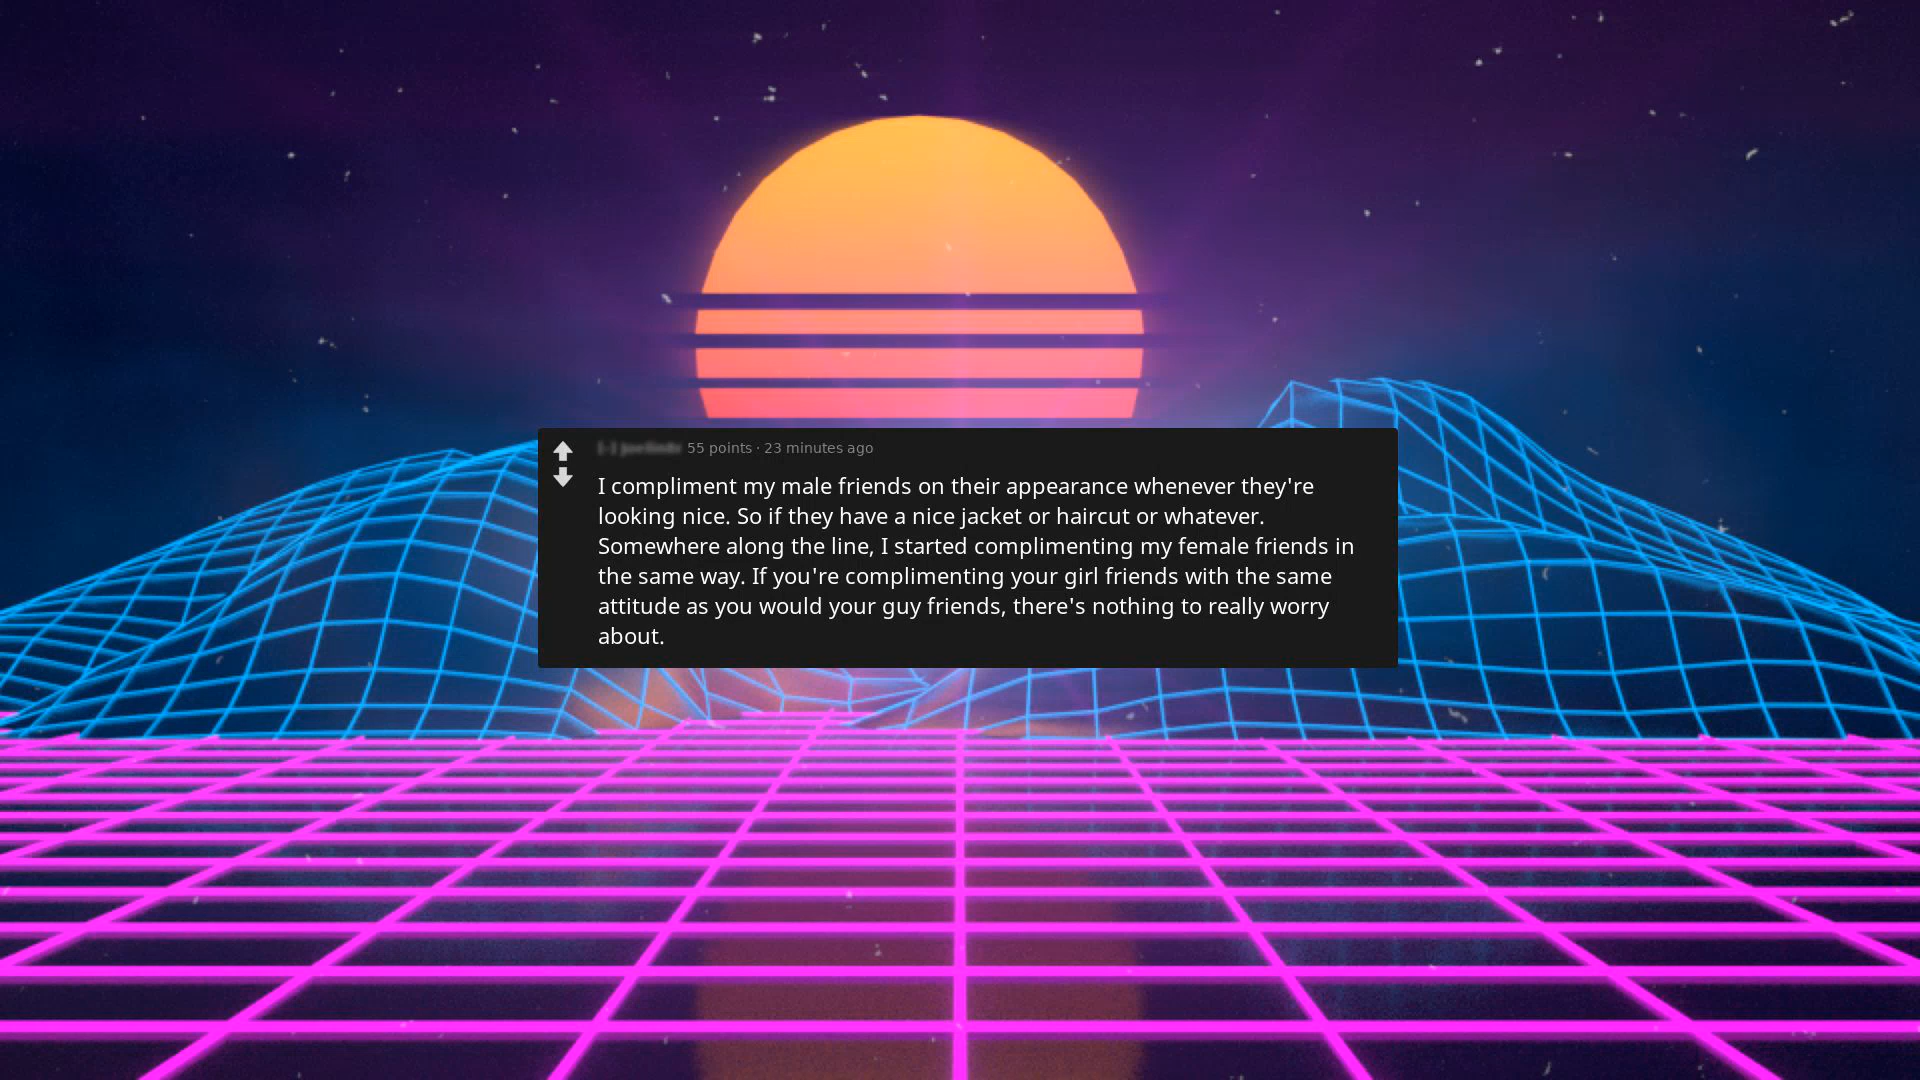 55 points · 23 minutes ago
I compliment my male friends on their appearance whenever they're
looking nice. So if they have a nice jacket or haircut or whatever.
Somewhere along the line, I started complimenting my female friends in
the same way. If you're complimenting your girl friends with the same
attitude as you would your guy friends, there's nothing to really worry
about.